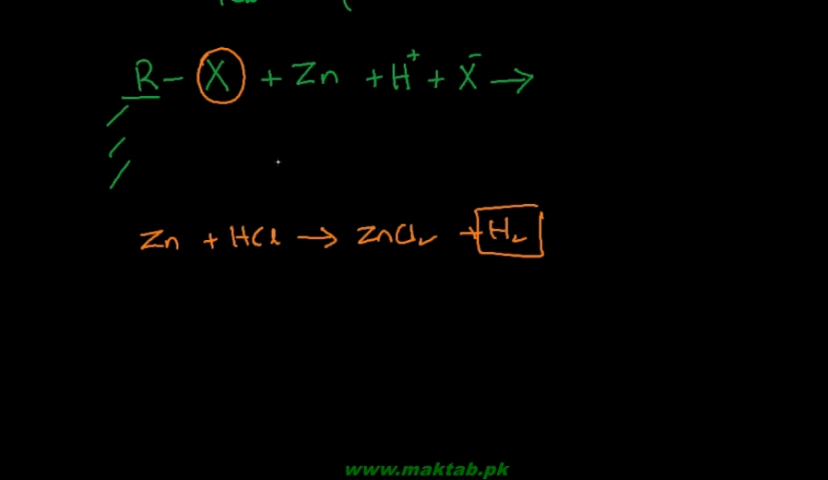 R – X + Zn + H⁺ + X⁻ →
Zn + HCl → ZnCl₂ + H₂
www.maktab.pk